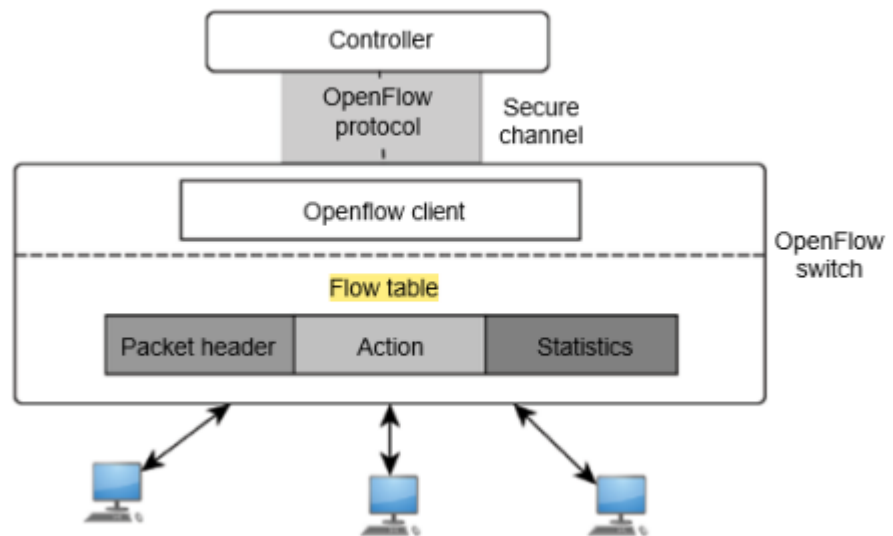 Controller
OpenFlow
protocol
Secure
channel
Openflow client
OpenFlow
switch
Flow table
Packet header
Action
Statistics